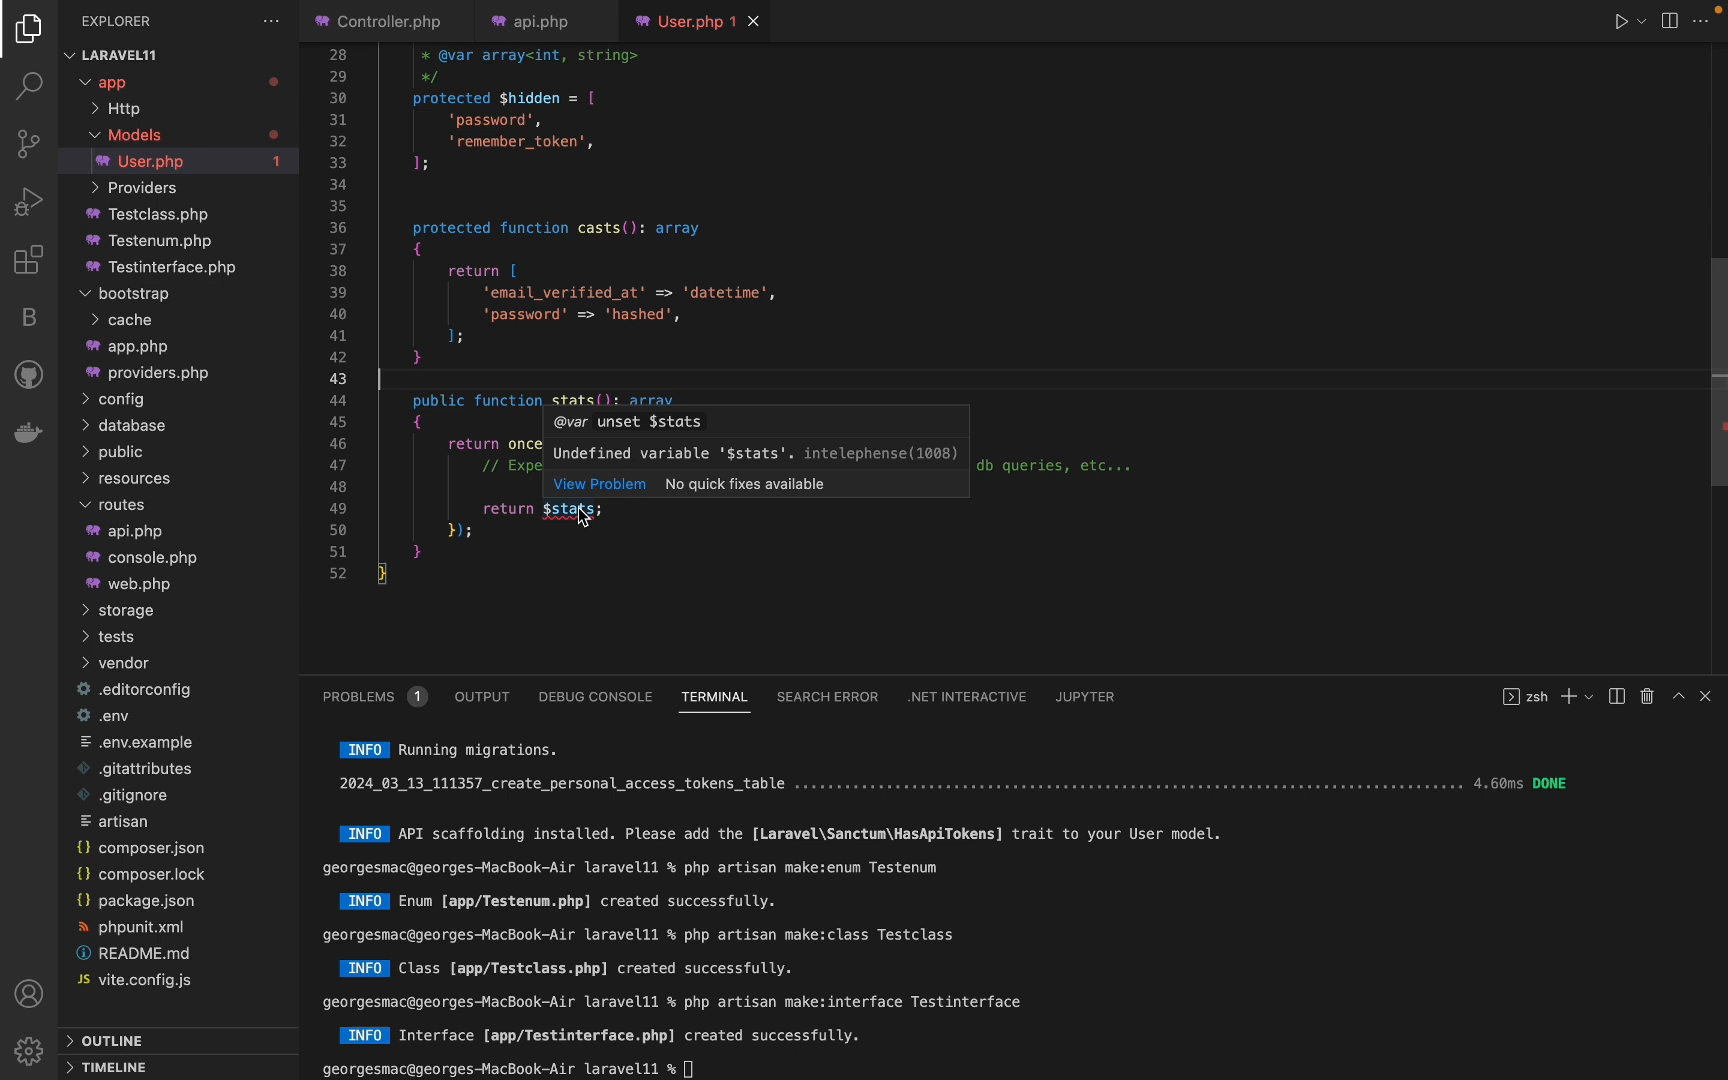 EXPLORER
LARAVEL11
app
Http
Models
User.php 1
Providers
Testclass.php
Testenum.php
Testinterface.php
bootstrap
cache
app.php
providers.php
config
database
public
resources
routes
api.php
console.php
web.php
storage
tests
vendor
.editorconfig
.env
.env.example
.gitattributes
.gitignore
artisan
composer.json
composer.lock
package.json
phpunit.xml
README.md
JS vite.config.js
OUTLINE
TIMELINE
Controller.php api.php User.php 1
28 * @var array<int, string>
29 */
30 protected $hidden = [
31 'password',
32 'remember_token',
33 ];
34
35
36 protected function casts(): array
37 {
38 return [
39 'email_verified_at' => 'datetime',
40 'password' => 'hashed',
41 ];
42 }
43
44 public function stats(): array
45 {
46 return once
47 // Expe db queries, etc...
48
49 return $stats;
50 });
51 }
52 }
@var unset $stats
Undefined variable '$stats'. intelephense(1008)
View Problem No quick fixes available
PROBLEMS 1 OUTPUT DEBUG CONSOLE TERMINAL SEARCH ERROR .NET INTERACTIVE JUPYTER zsh
INFO Running migrations.
2024_03_13_111357_create_personal_access_tokens_table ........................................................................ 4.60ms DONE
INFO API scaffolding installed. Please add the [Laravel\Sanctum\HasApiTokens] trait to your User model.
georgesmac@georges-MacBook-Air laravel11 % php artisan make:enum Testenum
INFO Enum [app/Testenum.php] created successfully.
georgesmac@georges-MacBook-Air laravel11 % php artisan make:class Testclass
INFO Class [app/Testclass.php] created successfully.
georgesmac@georges-MacBook-Air laravel11 % php artisan make:interface Testinterface
INFO Interface [app/Testinterface.php] created successfully.
georgesmac@georges-MacBook-Air laravel11 %